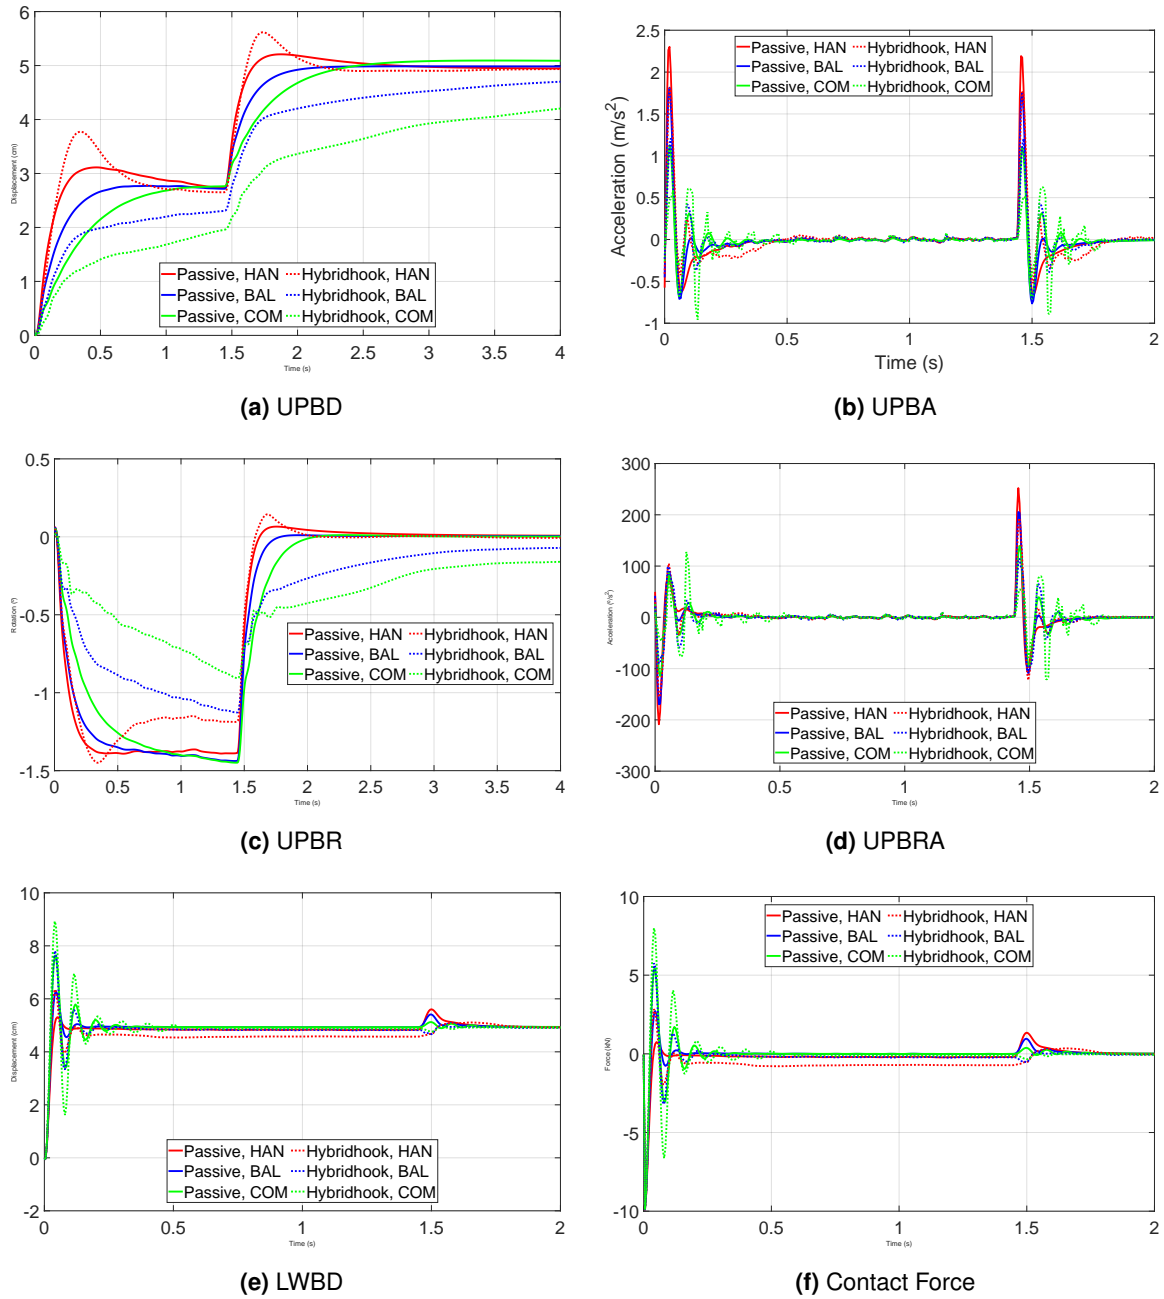 6
5
4
3
2
1
0
Displacement (cm)
Passive, HAN Hybridhook, HAN
Passive, BAL Hybridhook, BAL
Passive, COM Hybridhook, COM
0 0.5 1 1.5 2 2.5 3 3.5 4
Time (s)
(a) UPBD
2.5
2
1.5
1
0.5
0
-0.5
-1
Acceleration (m/s²)
Passive, HAN Hybridhook, HAN
Passive, BAL Hybridhook, BAL
Passive, COM Hybridhook, COM
0 0.5 1 1.5 2
Time (s)
(b) UPBA
0.5
0
-0.5
-1
-1.5
Rotation (º)
Passive, HAN Hybridhook, HAN
Passive, BAL Hybridhook, BAL
Passive, COM Hybridhook, COM
0 0.5 1 1.5 2 2.5 3 3.5 4
Time (s)
(c) UPBR
300
200
100
0
-100
-200
-300
Acceleration (º/s²)
Passive, HAN Hybridhook, HAN
Passive, BAL Hybridhook, BAL
Passive, COM Hybridhook, COM
0 0.5 1 1.5 2
Time (s)
(d) UPBRA
10
8
6
4
2
0
-2
Displacement (cm)
Passive, HAN Hybridhook, HAN
Passive, BAL Hybridhook, BAL
Passive, COM Hybridhook, COM
0 0.5 1 1.5 2
Time (s)
(e) LWBD
10
5
0
-5
-10
Force (kN)
Passive, HAN Hybridhook, HAN
Passive, BAL Hybridhook, BAL
Passive, COM Hybridhook, COM
0 0.5 1 1.5 2
Time (s)
(f) Contact Force